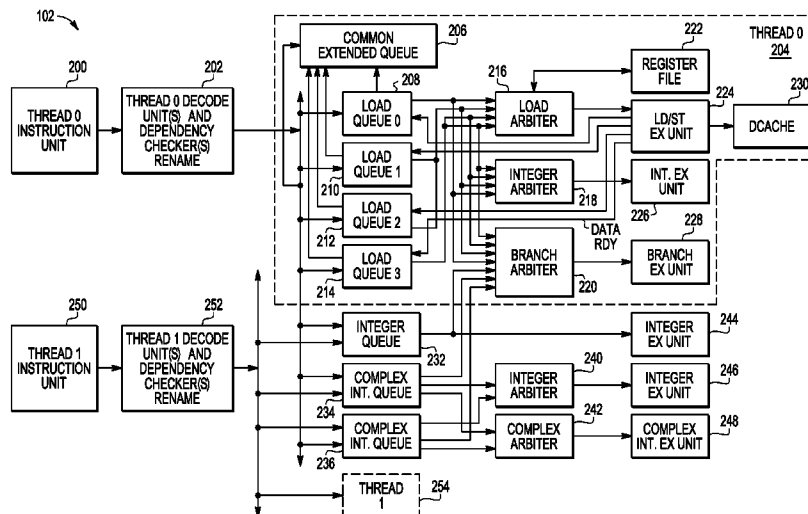 102
200
THREAD 0
INSTRUCTION
UNIT
202
THREAD 0 DECODE
UNIT(S) AND
DEPENDENCY
CHECKER(S)
RENAME
COMMON
EXTENDED QUEUE
206
THREAD 0
204
208
LOAD
QUEUE 0
LOAD
QUEUE 1
210
LOAD
QUEUE 2
212
LOAD
QUEUE 3
214
216
LOAD
ARBITER
INTEGER
ARBITER
218
DATA
RDY
BRANCH
ARBITER
220
222
REGISTER
FILE
224
LD/ST
EX UNIT
230
DCACHE
INT. EX
UNIT
226
228
BRANCH
EX UNIT
250
THREAD 1
INSTRUCTION
UNIT
252
THREAD 1 DECODE
UNIT(S) AND
DEPENDENCY
CHECKER(S)
RENAME
INTEGER
QUEUE
232
INTEGER
EX UNIT
244
COMPLEX
INT. QUEUE
234
INTEGER
ARBITER
240
INTEGER
EX UNIT
246
COMPLEX
INT. QUEUE
236
COMPLEX
ARBITER
242
COMPLEX
INT. EX UNIT
248
THREAD
1
254